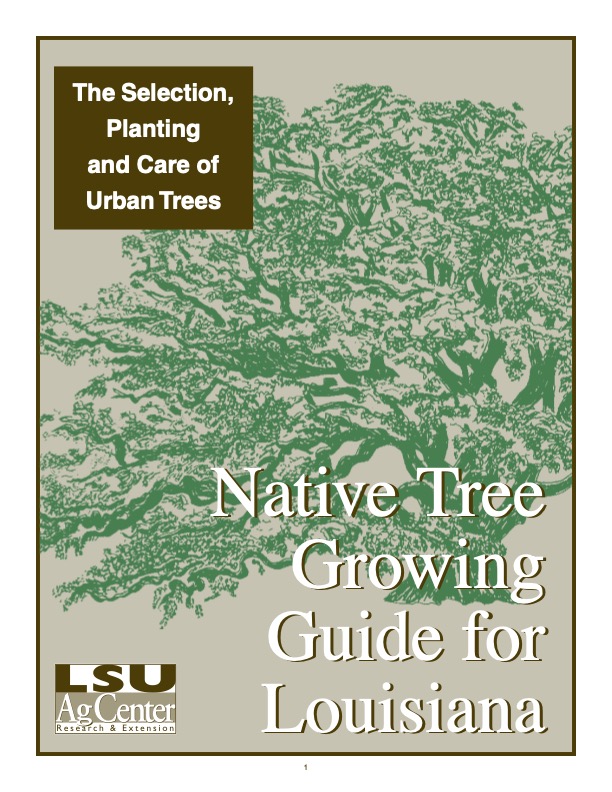 The Selection,
Planting
and Care of
Urban Trees
Native Tree
Growing
Guide for
Louisiana
LSU
AgCenter
Research & Extension
1